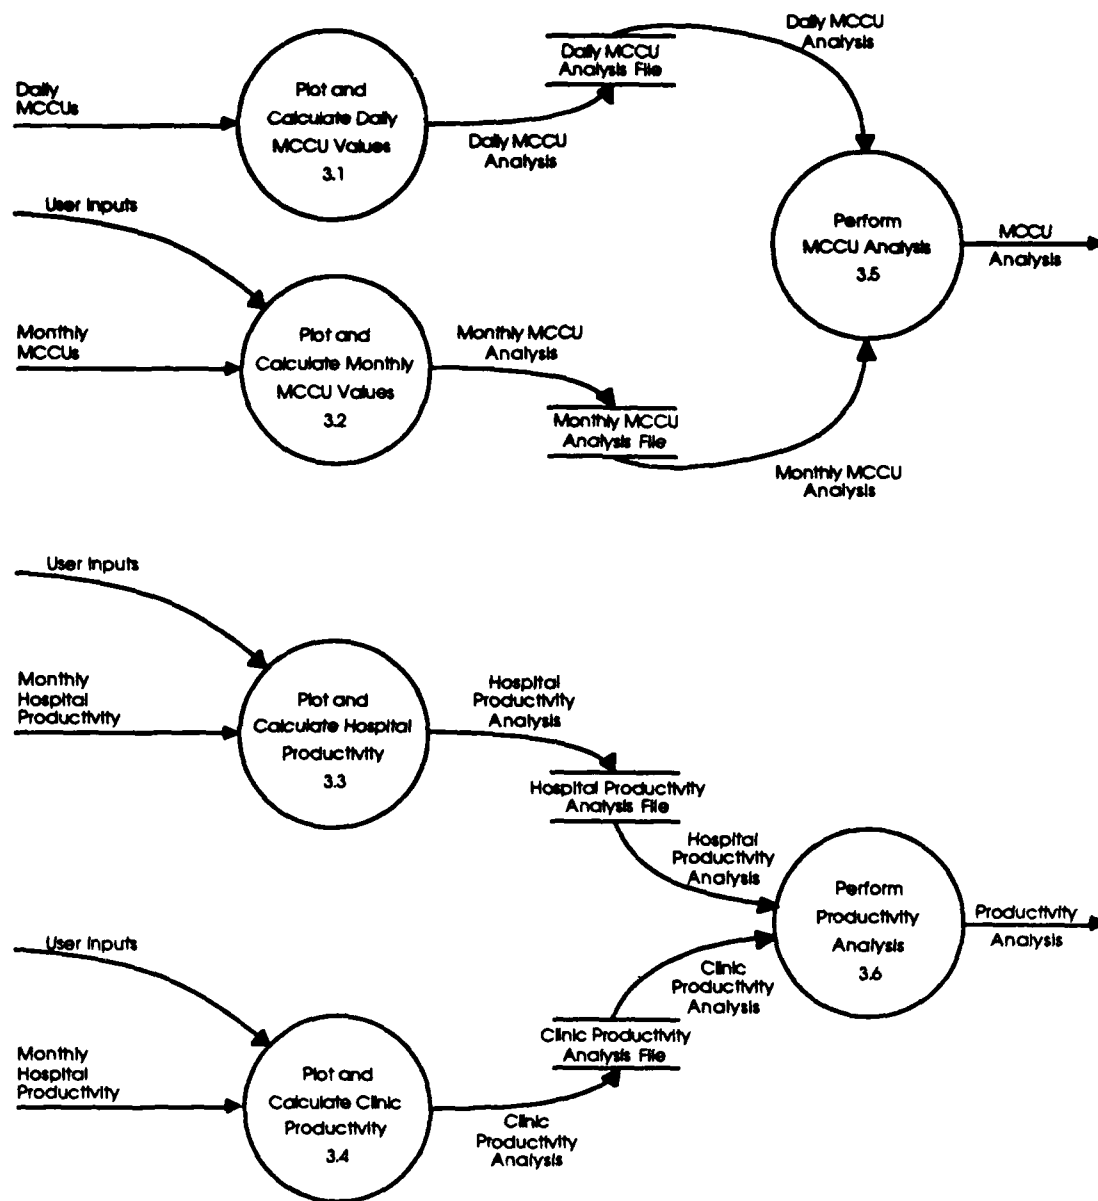 Daily
MCCUs
Plot and
Calculate Daily
MCCU Values
3.1
Daily MCCU
Analysis
Daily MCCU
Analysis File
Daily MCCU
Analysis
User Inputs
Monthly
MCCUs
Plot and
Calculate Monthly
MCCU Values
3.2
Monthly MCCU
Analysis
Monthly MCCU
Analysis File
Monthly MCCU
Analysis
Perform
MCCU Analysis
3.5
MCCU
Analysis
User Inputs
Monthly
Hospital
Productivity
Plot and
Calculate Hospital
Productivity
3.3
Hospital
Productivity
Analysis
Hospital Productivity
Analysis File
Hospital
Productivity
Analysis
User Inputs
Monthly
Hospital
Productivity
Plot and
Calculate Clinic
Productivity
3.4
Clinic
Productivity
Analysis
Clinic Productivity
Analysis File
Clinic
Productivity
Analysis
Perform
Productivity
Analysis
3.6
Productivity
Analysis